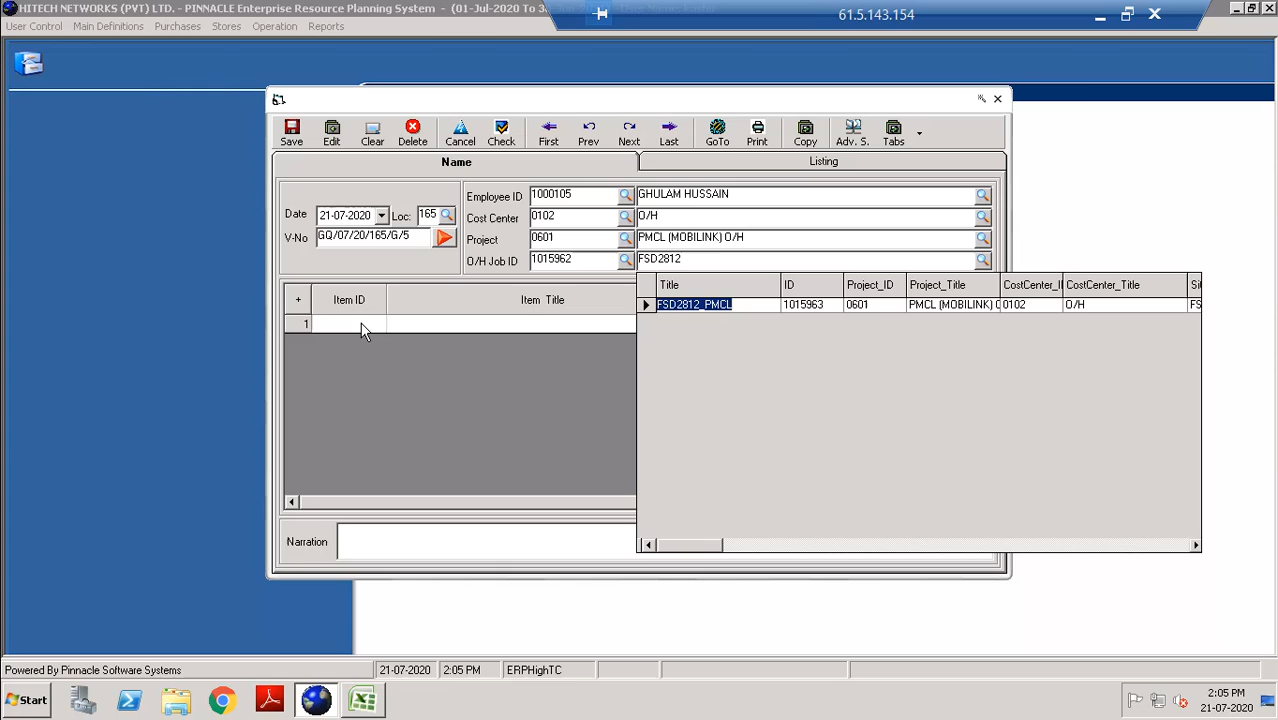 HITECH NETWORKS (PVT) LTD. - PINNACLE Enterprise Resource Planning System - (01-Jul-2020 To 3
61.5.143.154
User Control Main Definitions Purchases Stores Operation Reports
Save Edit Clear Delete Cancel Check First Prev Next Last GoTo Print Copy Adv. S. Tabs
Name Listing
Employee ID 1000105 GHULAM HUSSAIN
Date 21-07-2020 Loc: 165 Cost Center 0102 O/H
V-No GQ/07/20/165/G/5 Project 0601 PMCL (MOBILINK) O/H
O/H Job ID 1015962 FSD2812
Title ID Project_ID Project_Title CostCenter_II CostCenter_Title Sit
+ Item ID Item Title
FSD2812_PMCL 1015963 0601 PMCL (MOBILINK) O 0102 O/H FS
1
Narration
Powered By Pinnacle Software Systems 21-07-2020 2:05 PM ERPHighTC
Start 2:05 PM
21-07-2020